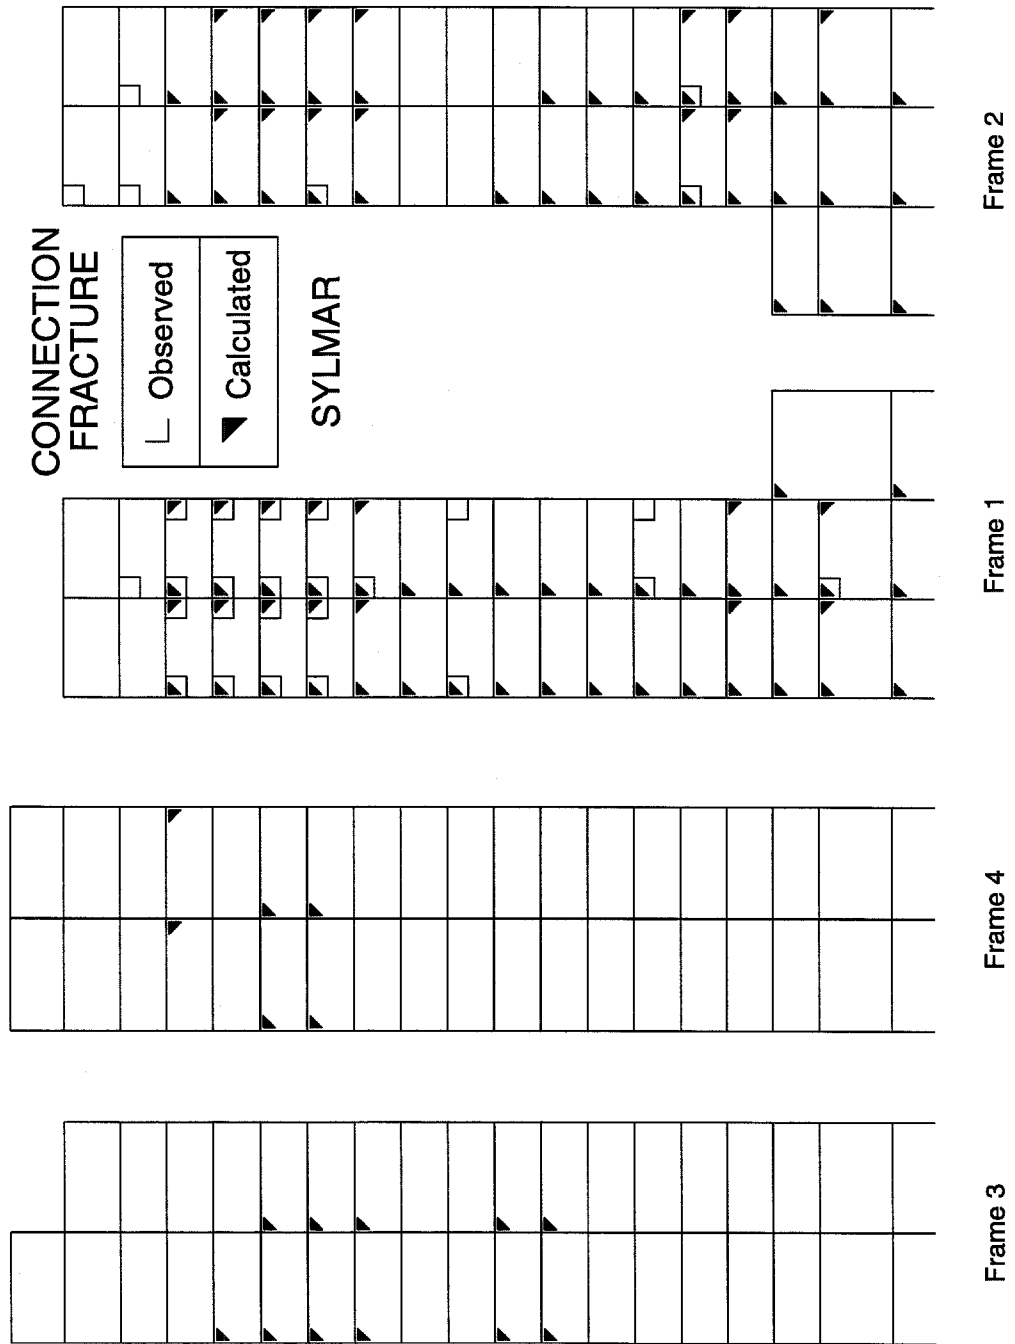 CONNECTION
FRACTURE
Observed
Calculated
SYLMAR
Frame 3
Frame 4
Frame 1
Frame 2